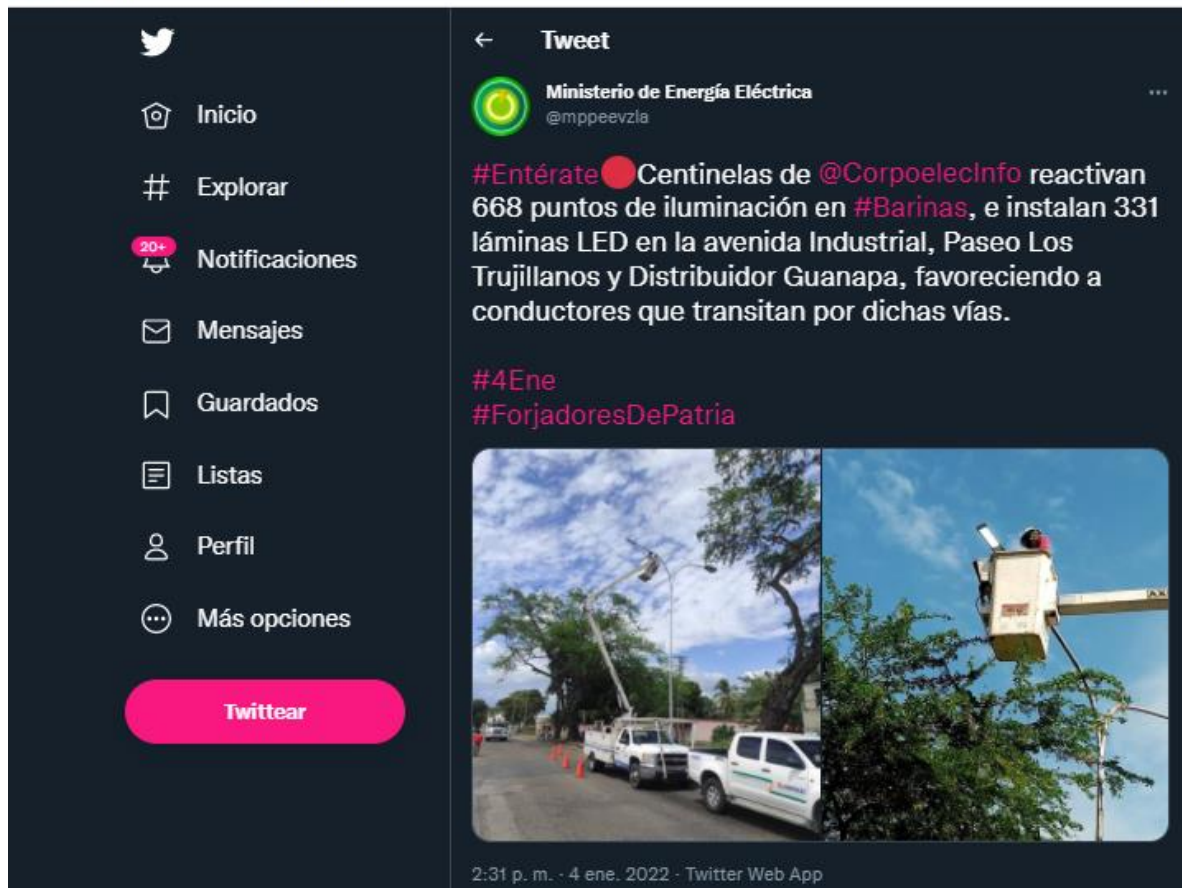 Tweet
Ministerio de Energía Eléctrica
@mppeevzla
Inicio
Explorar
20+
Notificaciones
Mensajes
Guardados
Listas
Perfil
Más opciones
Twittear
#Entérate🔴Centinelas de @CorpoelecInfo reactivan
668 puntos de iluminación en #Barinas, e instalan 331
láminas LED en la avenida Industrial, Paseo Los
Trujillanos y Distribuidor Guanapa, favoreciendo a
conductores que transitan por dichas vías.
#4Ene
#ForjadoresDePatria
2:31 p. m. · 4 ene. 2022 · Twitter Web App